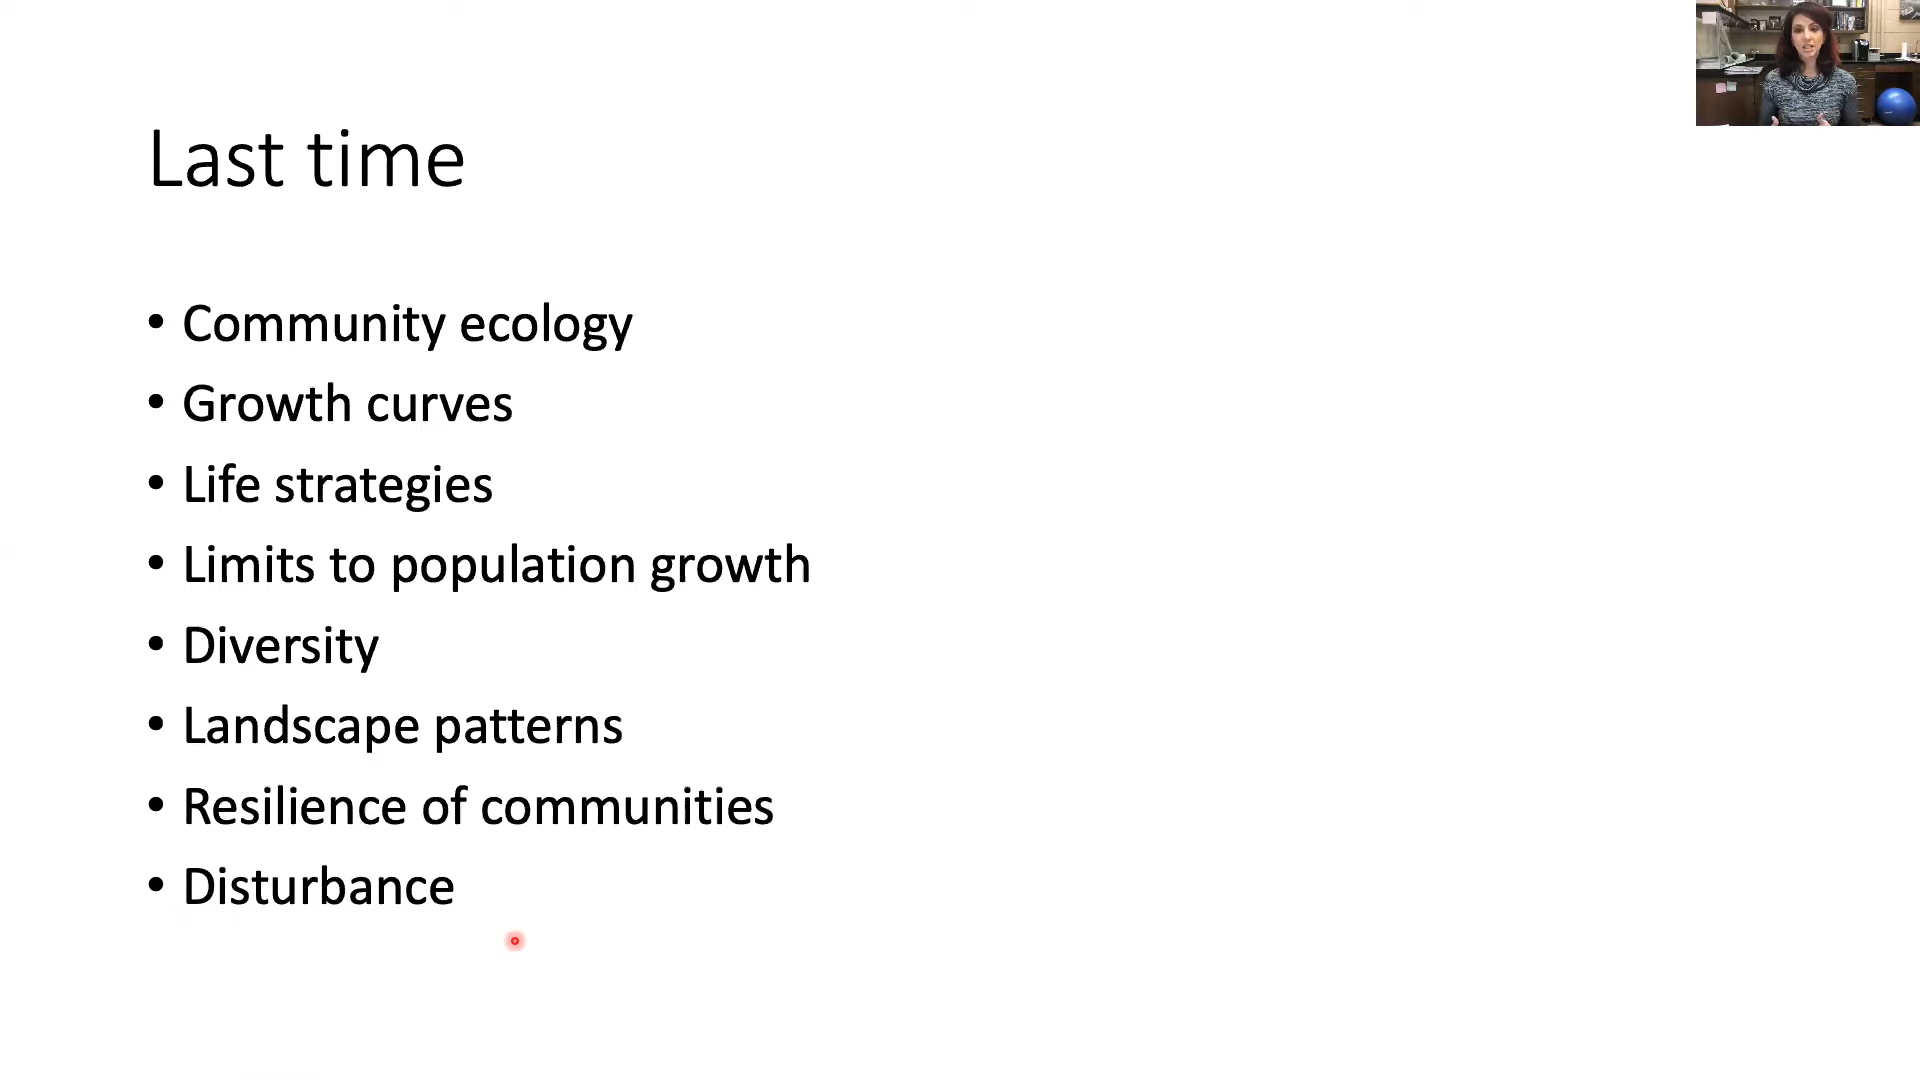 Last time
• Community ecology
• Growth curves
• Life strategies
• Limits to population growth
• Diversity
• Landscape patterns
• Resilience of communities
• Disturbance